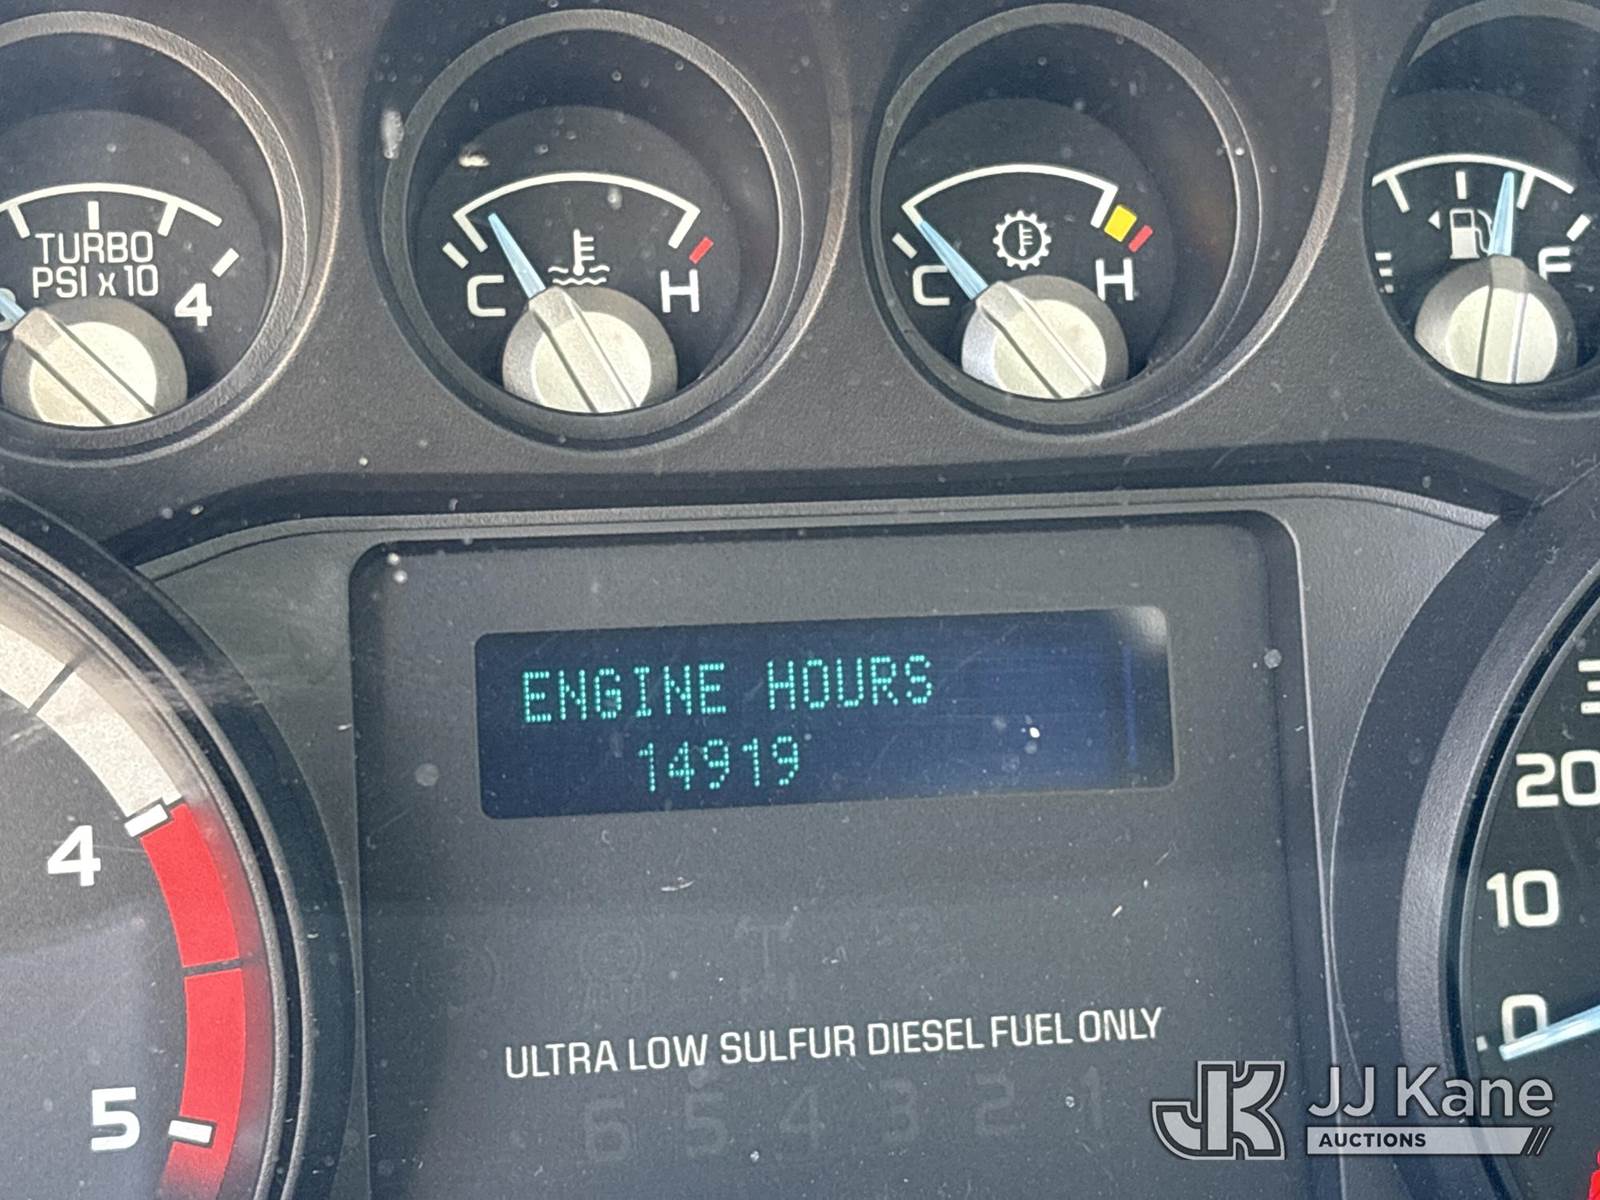 TURBO
PSI x 10
4
C
H
C
H
E
F
ENGINE HOURS
14919
4
5
20
10
0
ULTRA LOW SULFUR DIESEL FUEL ONLY
6 5 4 3 2 1
JK JJ Kane
AUCTIONS